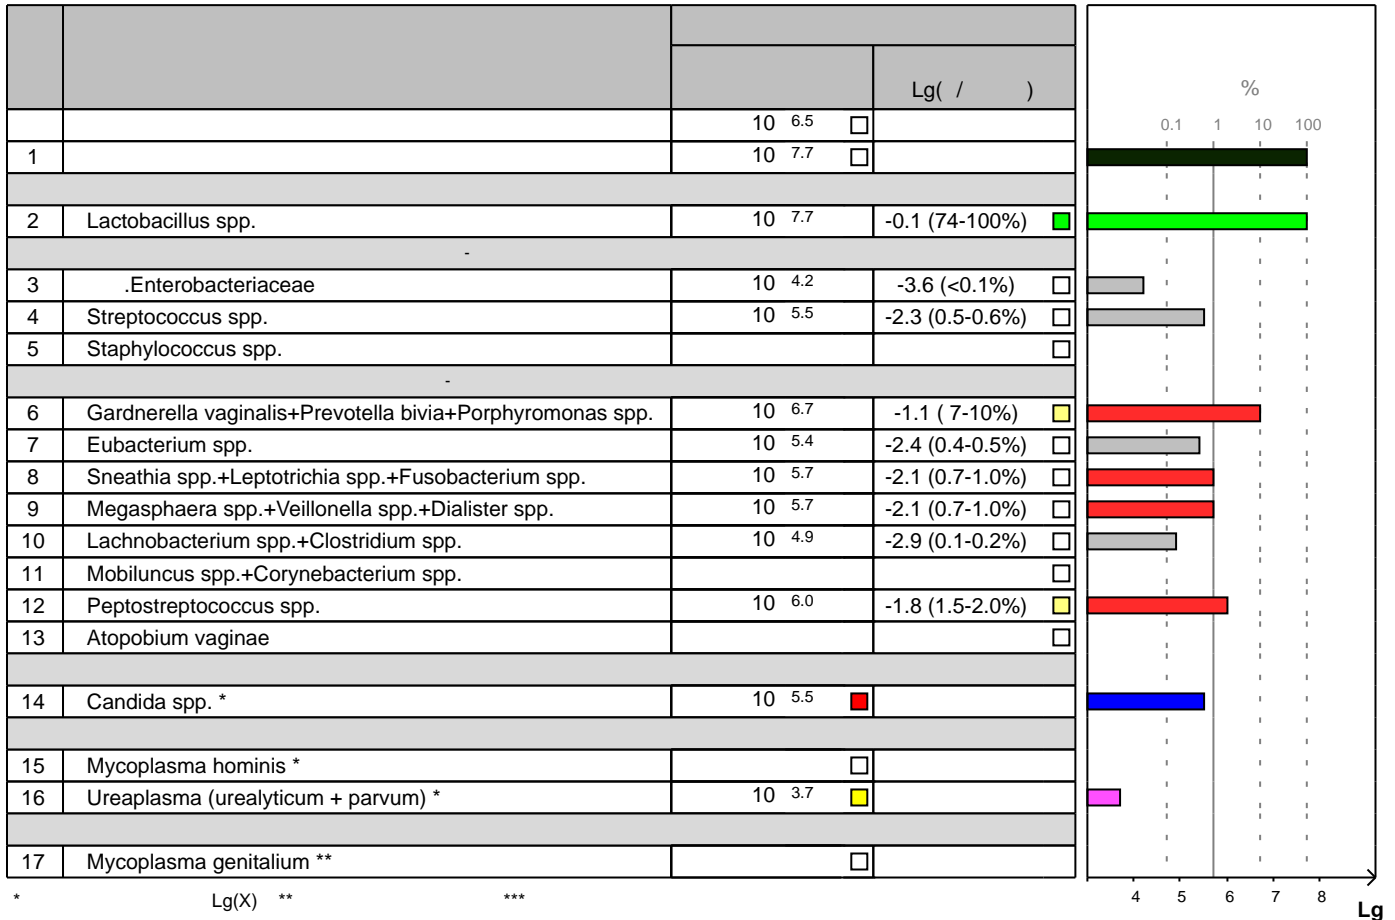 Lg( / )
%
10 6.5
0.1 1 10 100
1 10 7.7
2 Lactobacillus spp. 10 7.7 -0.1 (74-100%)
-
3 .Enterobacteriaceae 10 4.2 -3.6 (<0.1%)
4 Streptococcus spp. 10 5.5 -2.3 (0.5-0.6%)
5 Staphylococcus spp.
-
6 Gardnerella vaginalis+Prevotella bivia+Porphyromonas spp. 10 6.7 -1.1 ( 7-10%)
7 Eubacterium spp. 10 5.4 -2.4 (0.4-0.5%)
8 Sneathia spp.+Leptotrichia spp.+Fusobacterium spp. 10 5.7 -2.1 (0.7-1.0%)
9 Megasphaera spp.+Veillonella spp.+Dialister spp. 10 5.7 -2.1 (0.7-1.0%)
10 Lachnobacterium spp.+Clostridium spp. 10 4.9 -2.9 (0.1-0.2%)
11 Mobiluncus spp.+Corynebacterium spp.
12 Peptostreptococcus spp. 10 6.0 -1.8 (1.5-2.0%)
13 Atopobium vaginae
14 Candida spp. * 10 5.5
15 Mycoplasma hominis *
16 Ureaplasma (urealyticum + parvum) * 10 3.7
17 Mycoplasma genitalium **
* Lg(X) ** ***
4 5 6 7 8
Lg